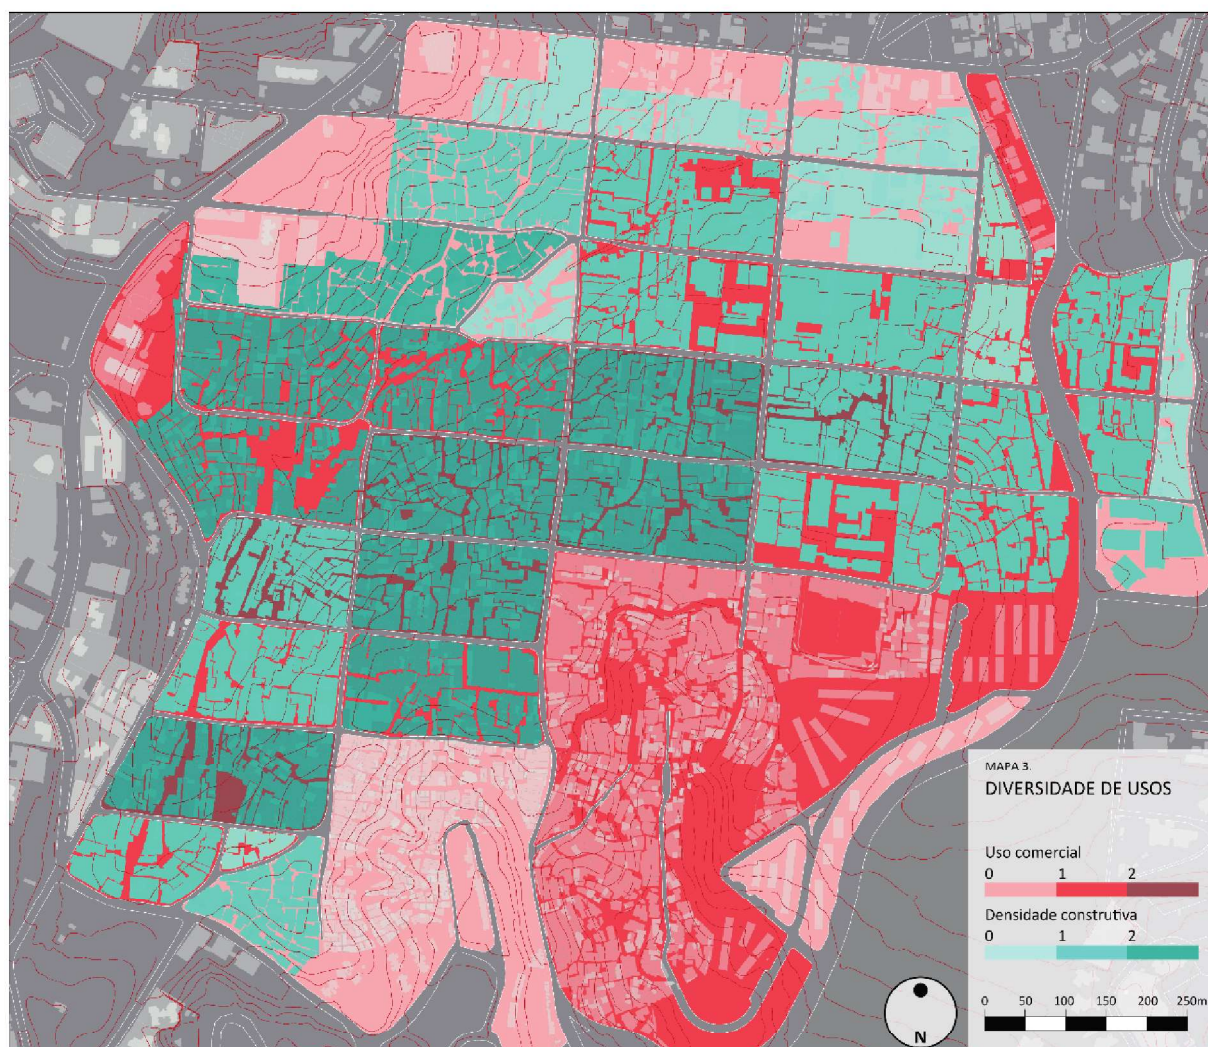 MAPA 3.
DIVERSIDADE DE USOS
Uso comercial
0 1 2
Densidade construtiva
0 1 2
0 50 100 150 200 250m
N